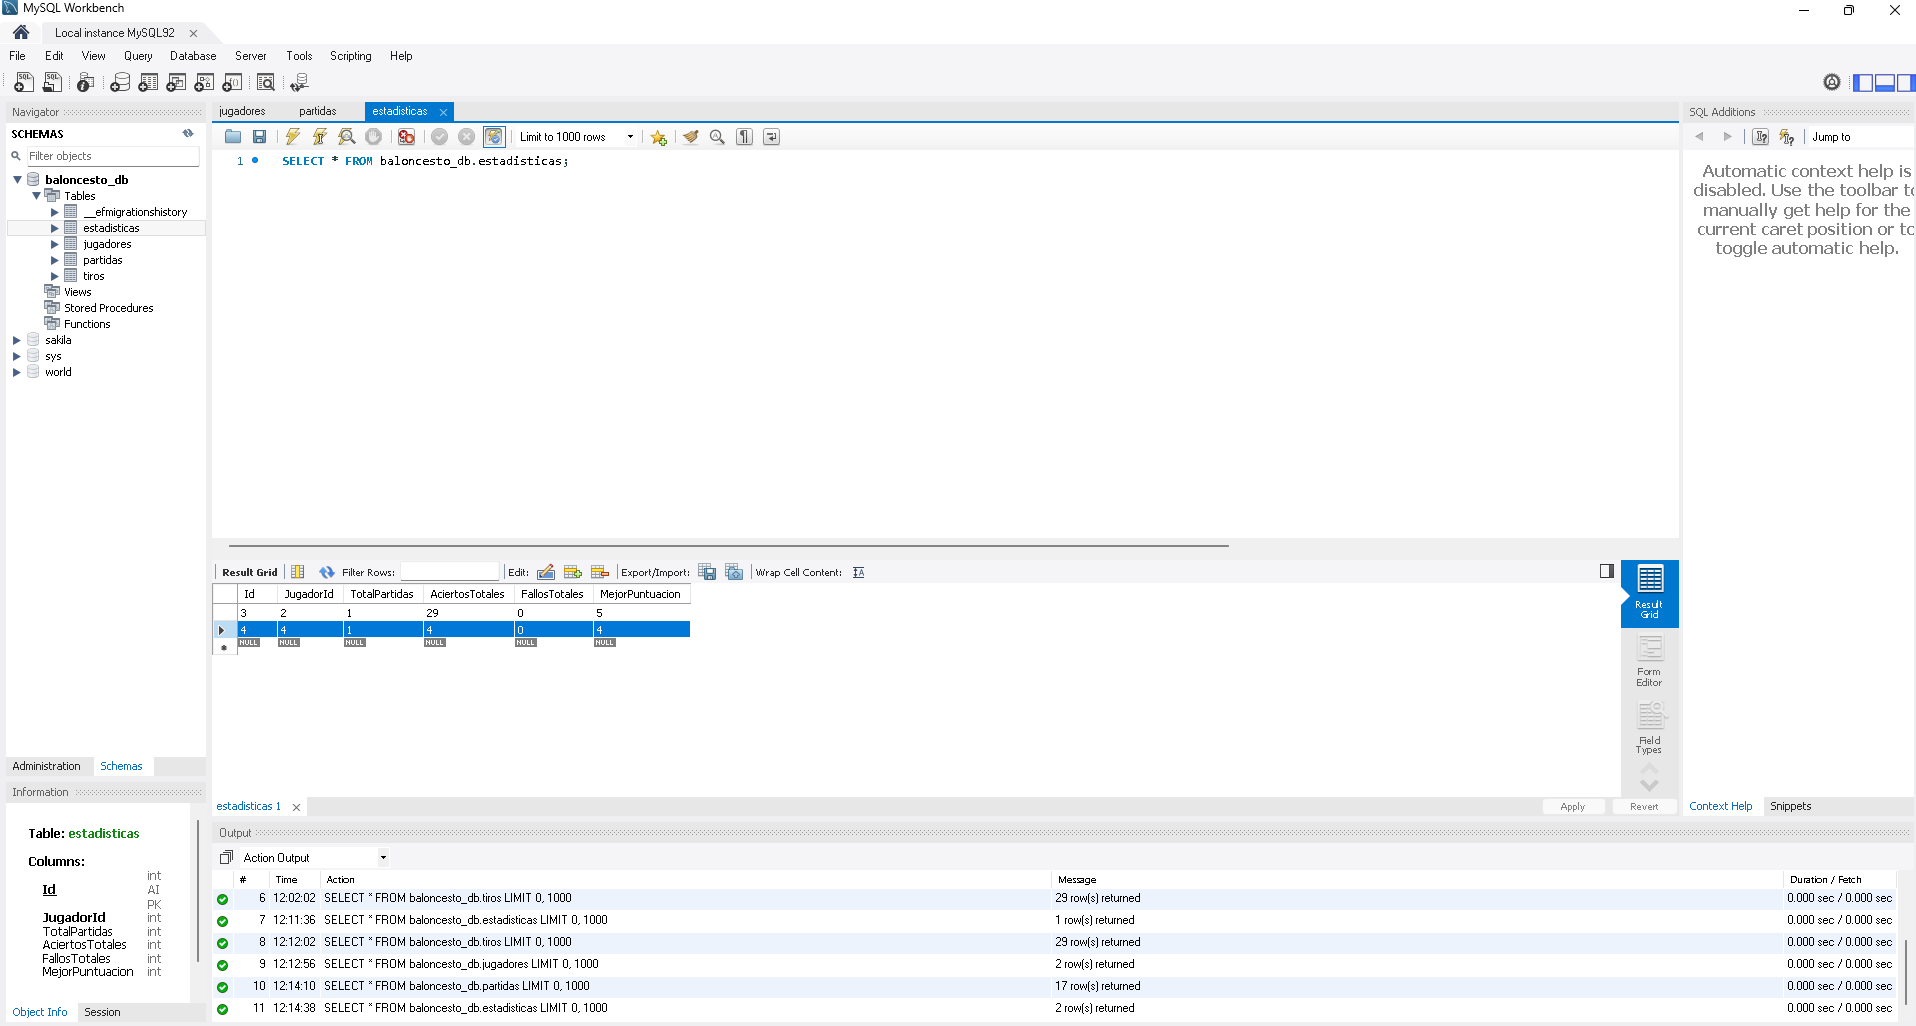 MySQL Workbench
Local instance MySQL92
File Edit View Query Database Server Tools Scripting Help
Navigator
SCHEMAS
Filter objects
baloncesto_db
Tables
__efmigrationshistory
estadisticas
jugadores
partidas
tiros
Views
Stored Procedures
Functions
sakila
sys
world
Administration Schemas
Information
Table: estadisticas
Columns:
Id int AI PK
JugadorId int
TotalPartidas int
AciertosTotales int
FallosTotales int
MejorPuntuacion int
Object Info Session
jugadores partidas estadisticas
Limit to 1000 rows
1 SELECT * FROM baloncesto_db.estadisticas;
Result Grid Filter Rows: Edit: Export/Import: Wrap Cell Content:
Id JugadorId TotalPartidas AciertosTotales FallosTotales MejorPuntuacion
3 2 1 29 0 5
4 4 1 4 0 4
NULL NULL NULL NULL NULL NULL
Result Grid
Form Editor
Field Types
estadisticas 1
Apply Revert
Output
Action Output
# Time Action Message Duration / Fetch
6 12:02:02 SELECT * FROM baloncesto_db.tiros LIMIT 0, 1000 29 row(s) returned 0.000 sec / 0.000 sec
7 12:11:36 SELECT * FROM baloncesto_db.estadisticas LIMIT 0, 1000 1 row(s) returned 0.000 sec / 0.000 sec
8 12:12:02 SELECT * FROM baloncesto_db.tiros LIMIT 0, 1000 29 row(s) returned 0.000 sec / 0.000 sec
9 12:12:56 SELECT * FROM baloncesto_db.jugadores LIMIT 0, 1000 2 row(s) returned 0.000 sec / 0.000 sec
10 12:14:10 SELECT * FROM baloncesto_db.partidas LIMIT 0, 1000 17 row(s) returned 0.000 sec / 0.000 sec
11 12:14:38 SELECT * FROM baloncesto_db.estadisticas LIMIT 0, 1000 2 row(s) returned 0.000 sec / 0.000 sec
SQL Additions
Jump to
Automatic context help is
disabled. Use the toolbar to
manually get help for the
current caret position or to
toggle automatic help.
Context Help Snippets